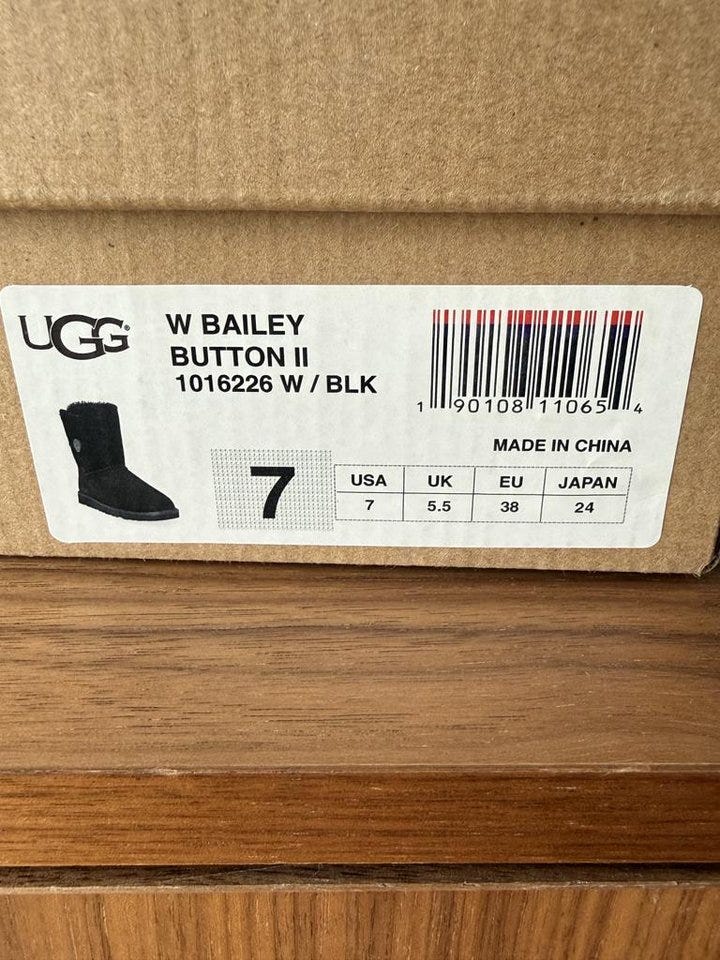 UGG®
W BAILEY
BUTTON II
1016226 W / BLK
1 90108 11065 4
MADE IN CHINA
7
USA UK EU JAPAN
7 5.5 38 24